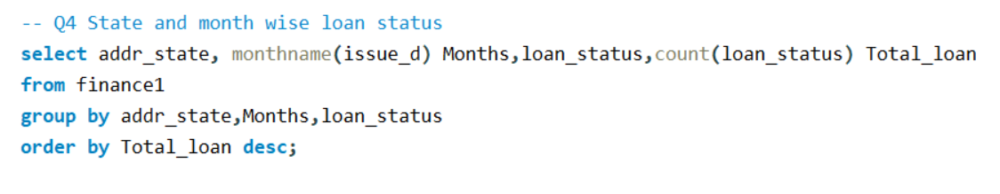 -- Q4 State and month wise loan status
select addr_state, monthname(issue_d) Months,loan_status,count(loan_status) Total_loan
from finance1
group by addr_state,Months,loan_status
order by Total_loan desc;